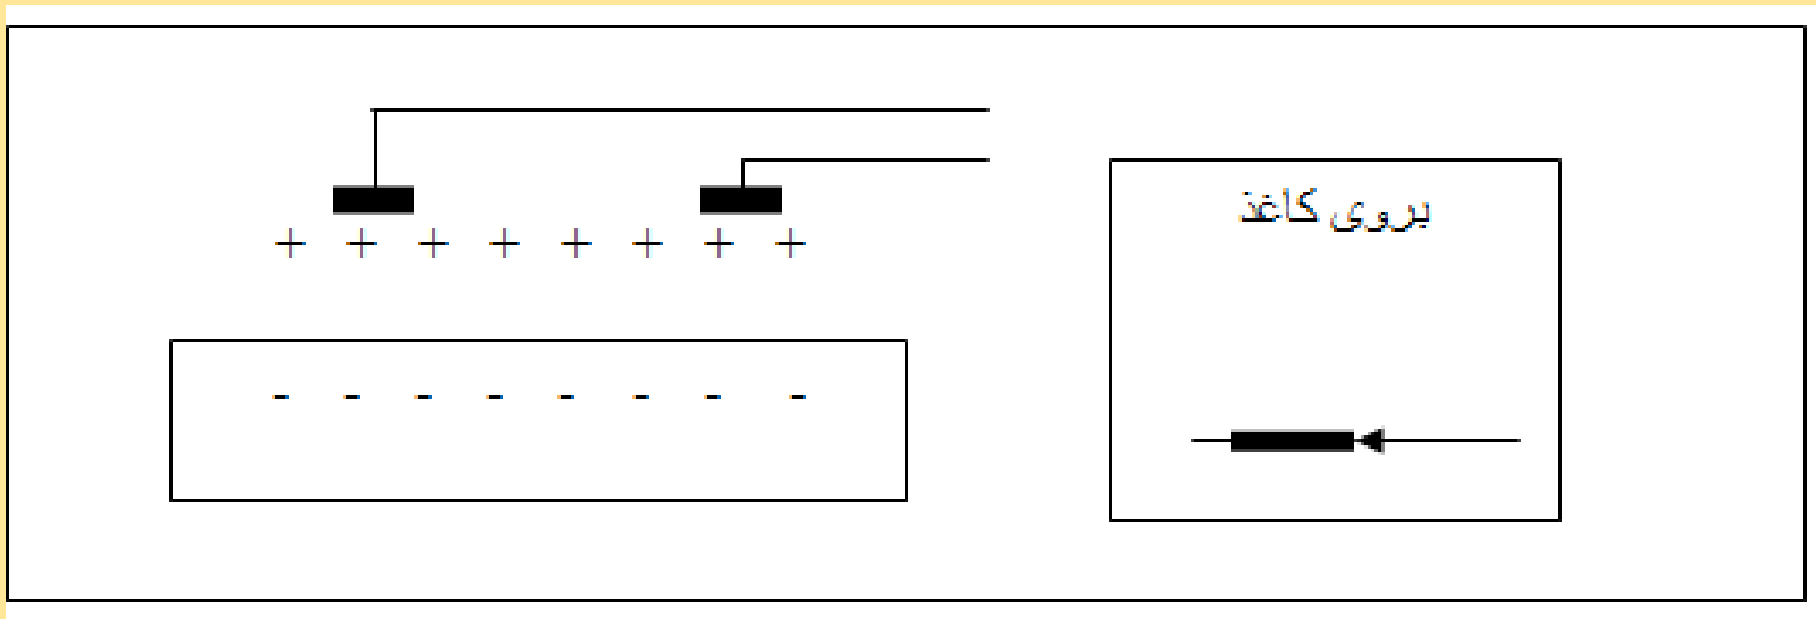 بروی کاغذ
+ + + + + + + +
- - - - - - - -